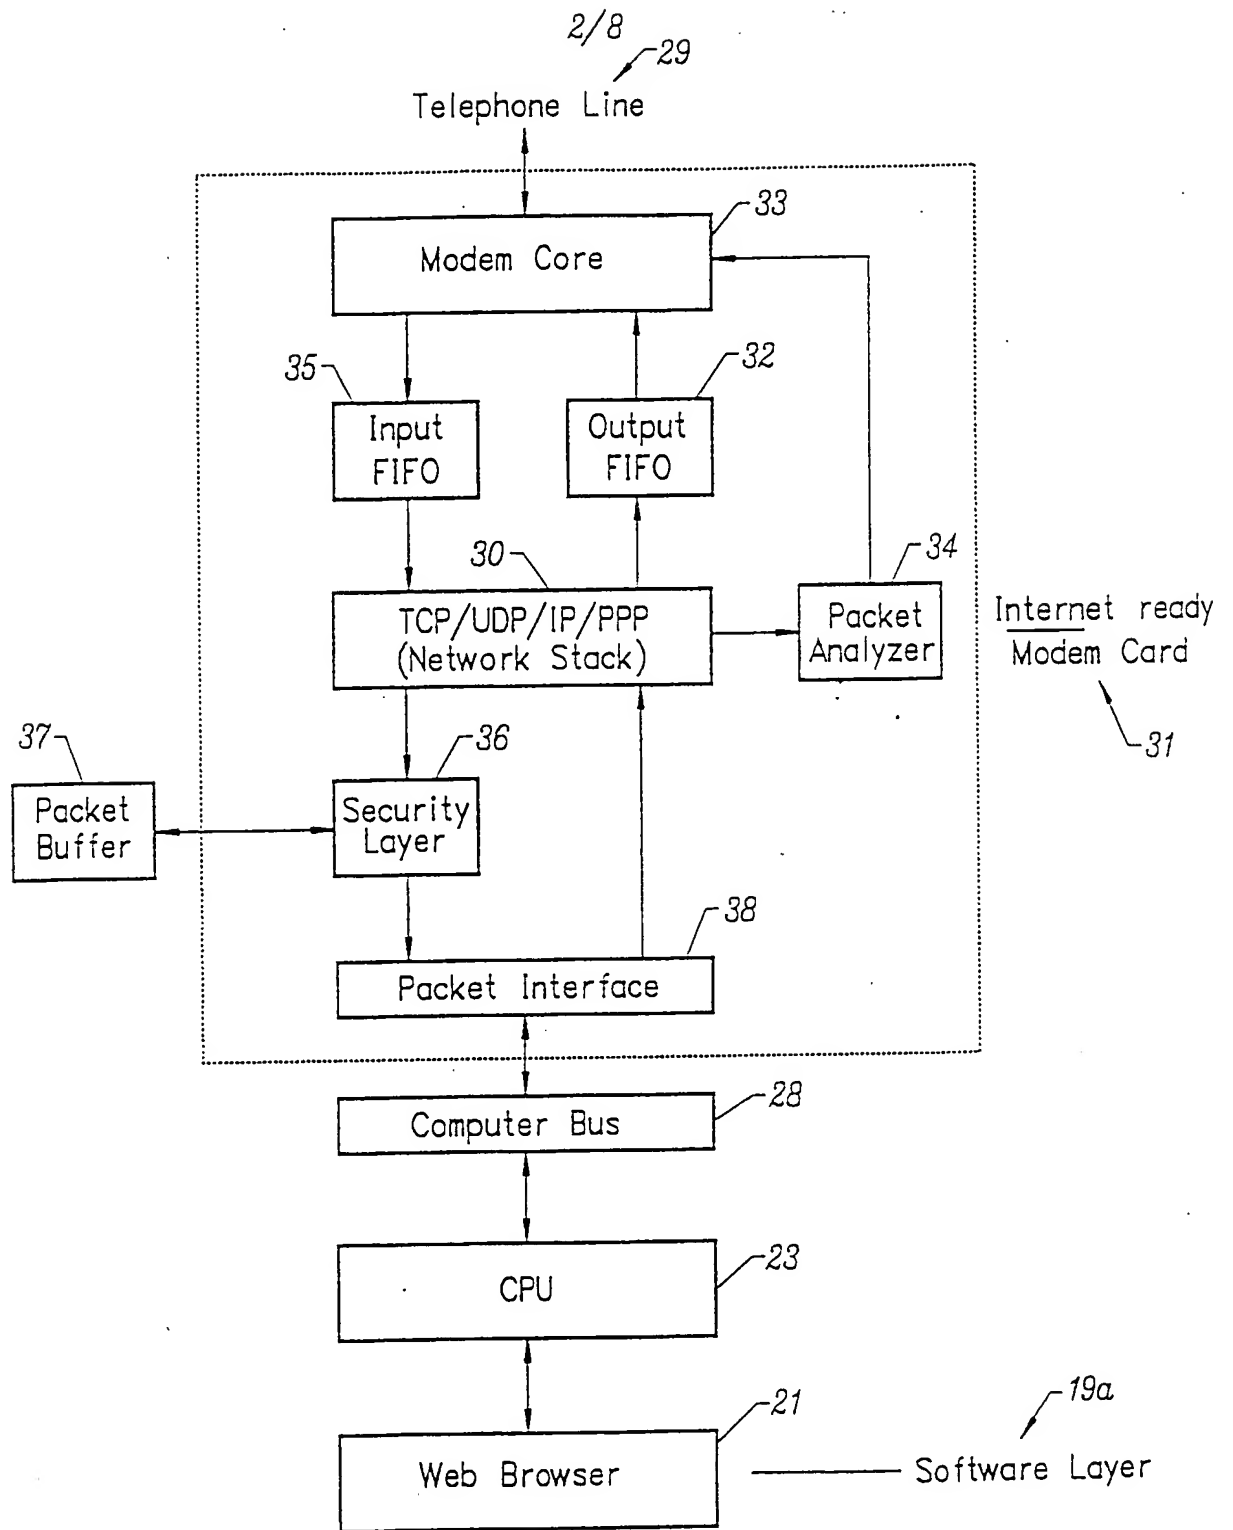 2/8
29
Telephone Line
33
Modem Core
35
32
Input
FIFO
Output
FIFO
30
34
TCP/UDP/IP/PPP
(Network Stack)
Packet
Analyzer
Internet ready
Modem Card
31
37
36
Packet
Buffer
Security
Layer
38
Packet Interface
28
Computer Bus
23
CPU
19a
21
Web Browser
Software Layer